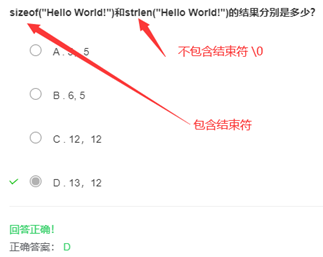 sizeof("Hello World!")和strlen("Hello World!")的结果分别是多少?
A . 5, 5
不包含结束符 \0
B . 6, 5
包含结束符
C . 12, 12
D . 13, 12
回答正确!
正确答案: D